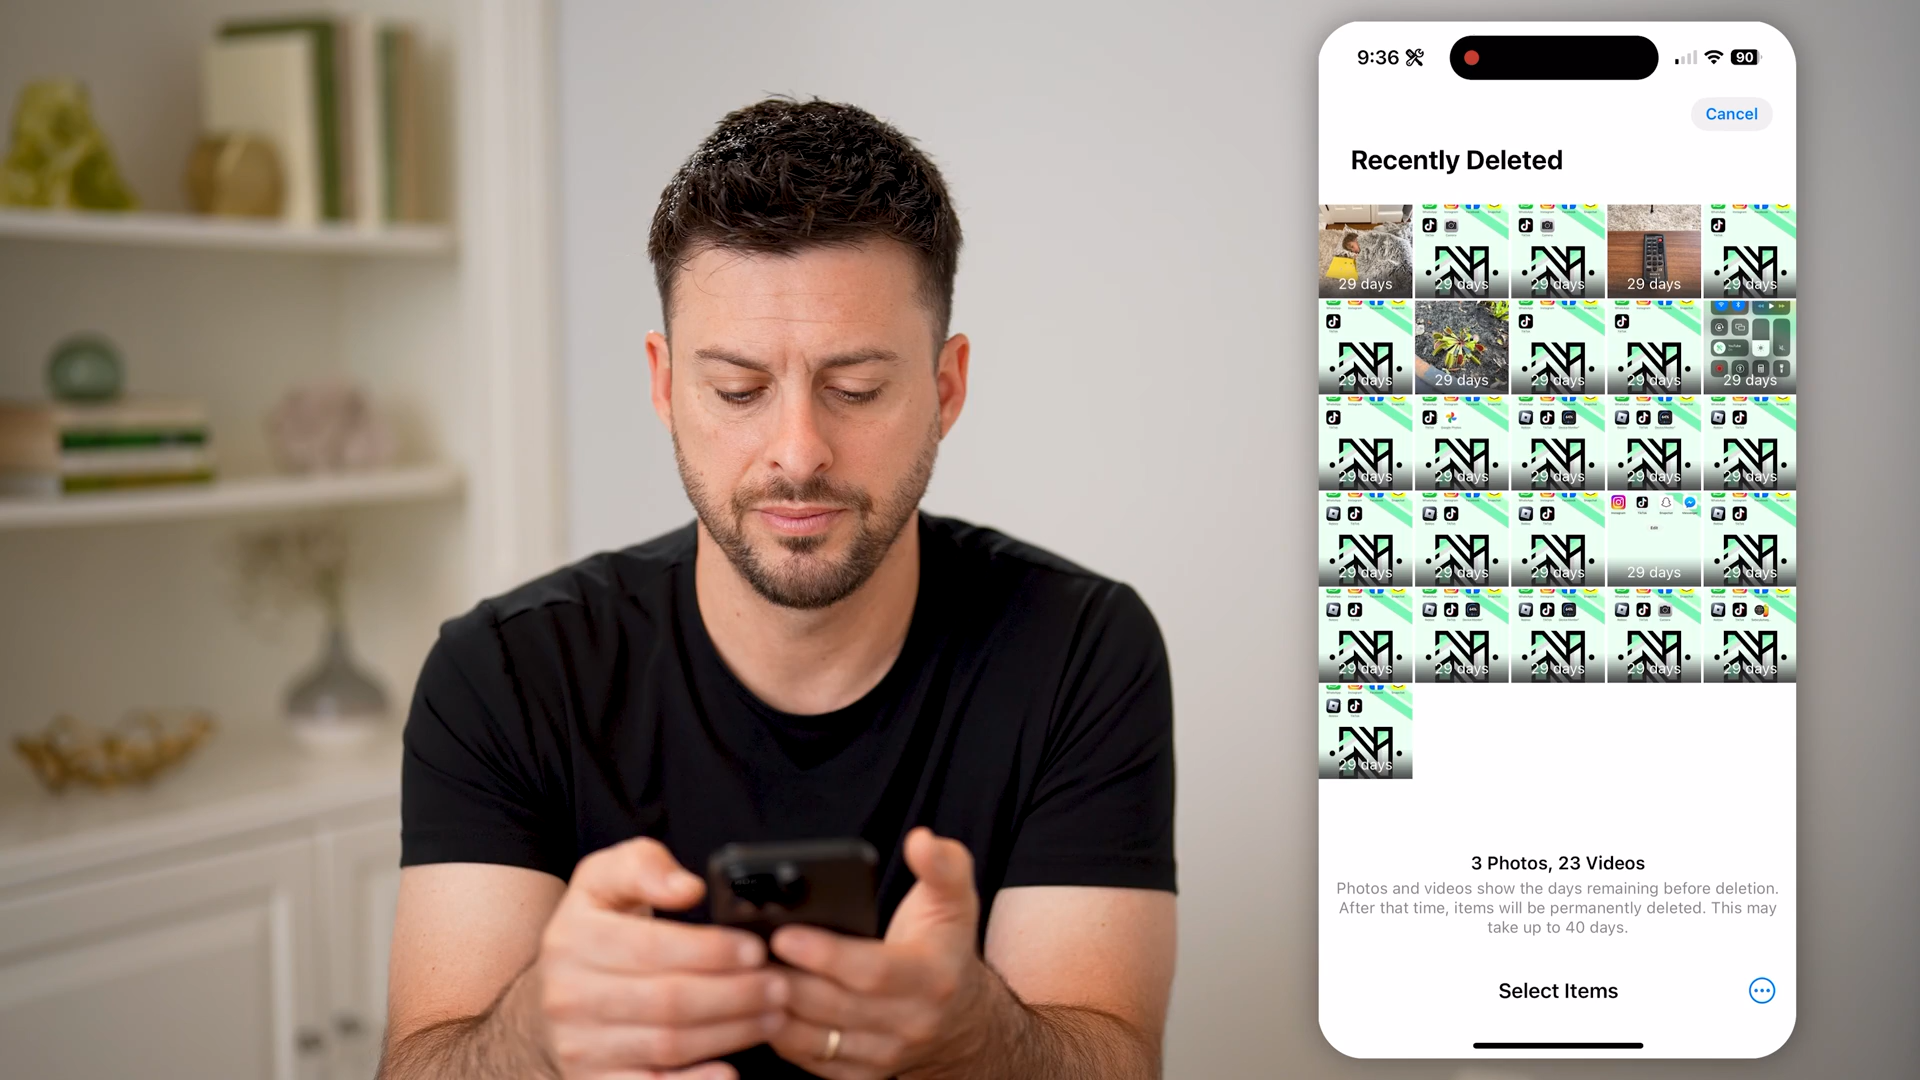 9:36
90
Cancel
Recently Deleted
29 days 29 days 29 days 29 days 29 days
29 days 29 days 29 days 29 days 29 days
29 days 29 days 29 days 29 days 29 days
29 days 29 days 29 days 29 days 29 days
29 days 29 days 29 days 29 days 29 days
29 days
3 Photos, 23 Videos
Photos and videos show the days remaining before deletion.
After that time, items will be permanently deleted. This may
take up to 40 days.
Select Items